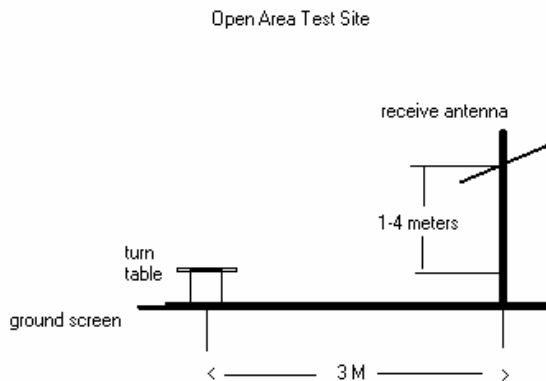 Open Area Test Site
receive antenna
1-4 meters
turn
table
ground screen
3 M